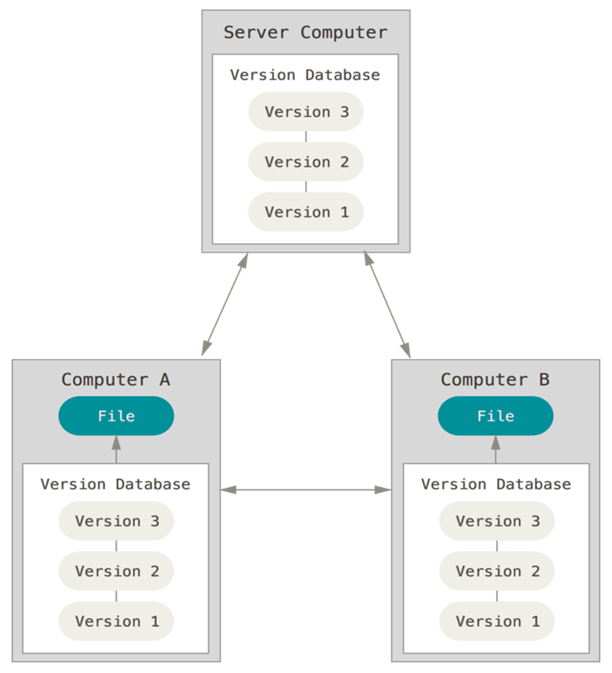 Server Computer
Version Database
Version 3
Version 2
Version 1
Computer A
File
Version Database
Version 3
Version 2
Version 1
Computer B
File
Version Database
Version 3
Version 2
Version 1